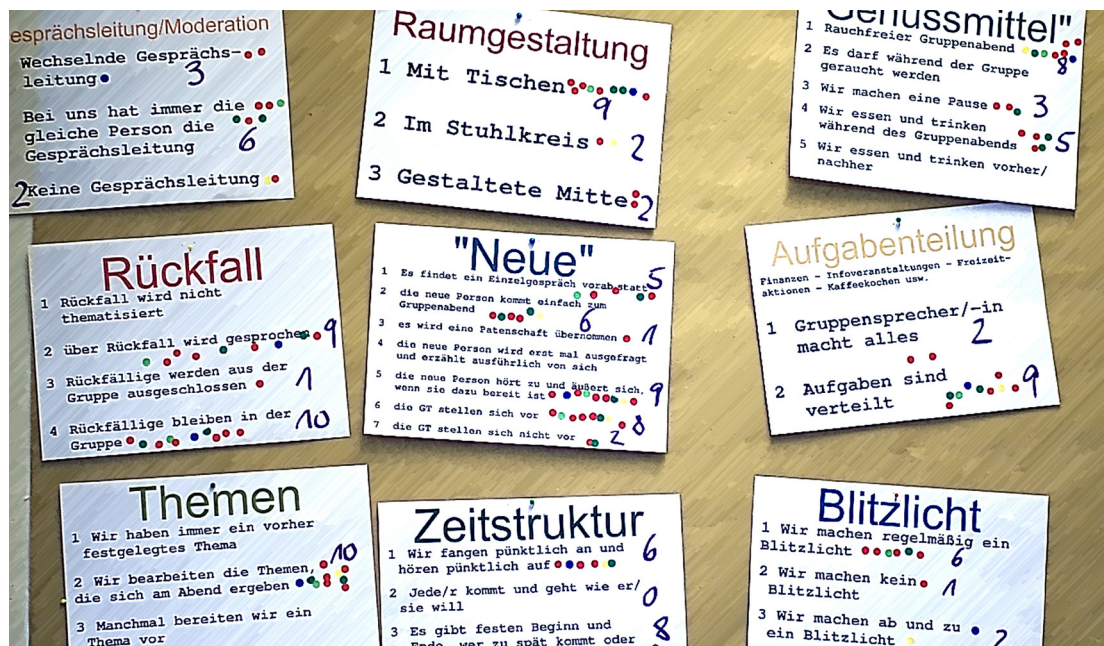 esprächsleitung/Moderation
Wechselnde Gesprächs-
leitung 3
Bei uns hat immer die
gleiche Person die
Gesprächsleitung 6
2 Keine Gesprächsleitung
Raumgestaltung
1 Mit Tischen
9
2 Im Stuhlkreis 2
3 Gestaltete Mitte 2
Genussmittel"
1 Rauchfreier Gruppenabend
8
2 Es darf während der Gruppe
geraucht werden
3 Wir machen eine Pause 3
4 Wir essen und trinken
während des Gruppenabends 5
5 Wir essen und trinken vorher/
nachher
Rückfall
1 Rückfall wird nicht
thematisiert
2 über Rückfall wird gesprochen 9
3 Rückfällige werden aus der
Gruppe ausgeschlossen 1
4 Rückfällige bleiben in der
Gruppe 10
"Neue"
1 Es findet ein Einzelgespräch vorab statt 5
2 die neue Person kommt einfach zum
Gruppenabend 6
3 es wird eine Patenschaft übernommen 1
4 die neue Person wird erst mal ausgefragt
und erzählt ausführlich von sich
5 die neue Person hört zu und äußert sich,
wenn sie dazu bereit ist 9
6 die GT stellen sich vor 8
7 die GT stellen sich nicht vor 2
Aufgabenteilung
Finanzen - Infoveranstaltungen - Freizeit-
aktionen - Kaffeekochen usw.
1 Gruppensprecher/-in
macht alles 2
2 Aufgaben sind
verteilt 9
Themen
1 Wir haben immer ein vorher
festgelegtes Thema
2 Wir bearbeiten die Themen, 10
die sich am Abend ergeben
3 Manchmal bereiten wir ein
Thema vor
Zeitstruktur
1 Wir fangen pünktlich an und
hören pünktlich auf 6
2 Jede/r kommt und geht wie er/
sie will 0
3 Es gibt festen Beginn und
Ende, wer zu spät kommt oder 8
Blitzlicht
1 Wir machen regelmäßig ein
Blitzlicht 6
2 Wir machen kein
Blitzlicht 1
3 Wir machen ab und zu
ein Blitzlicht 2